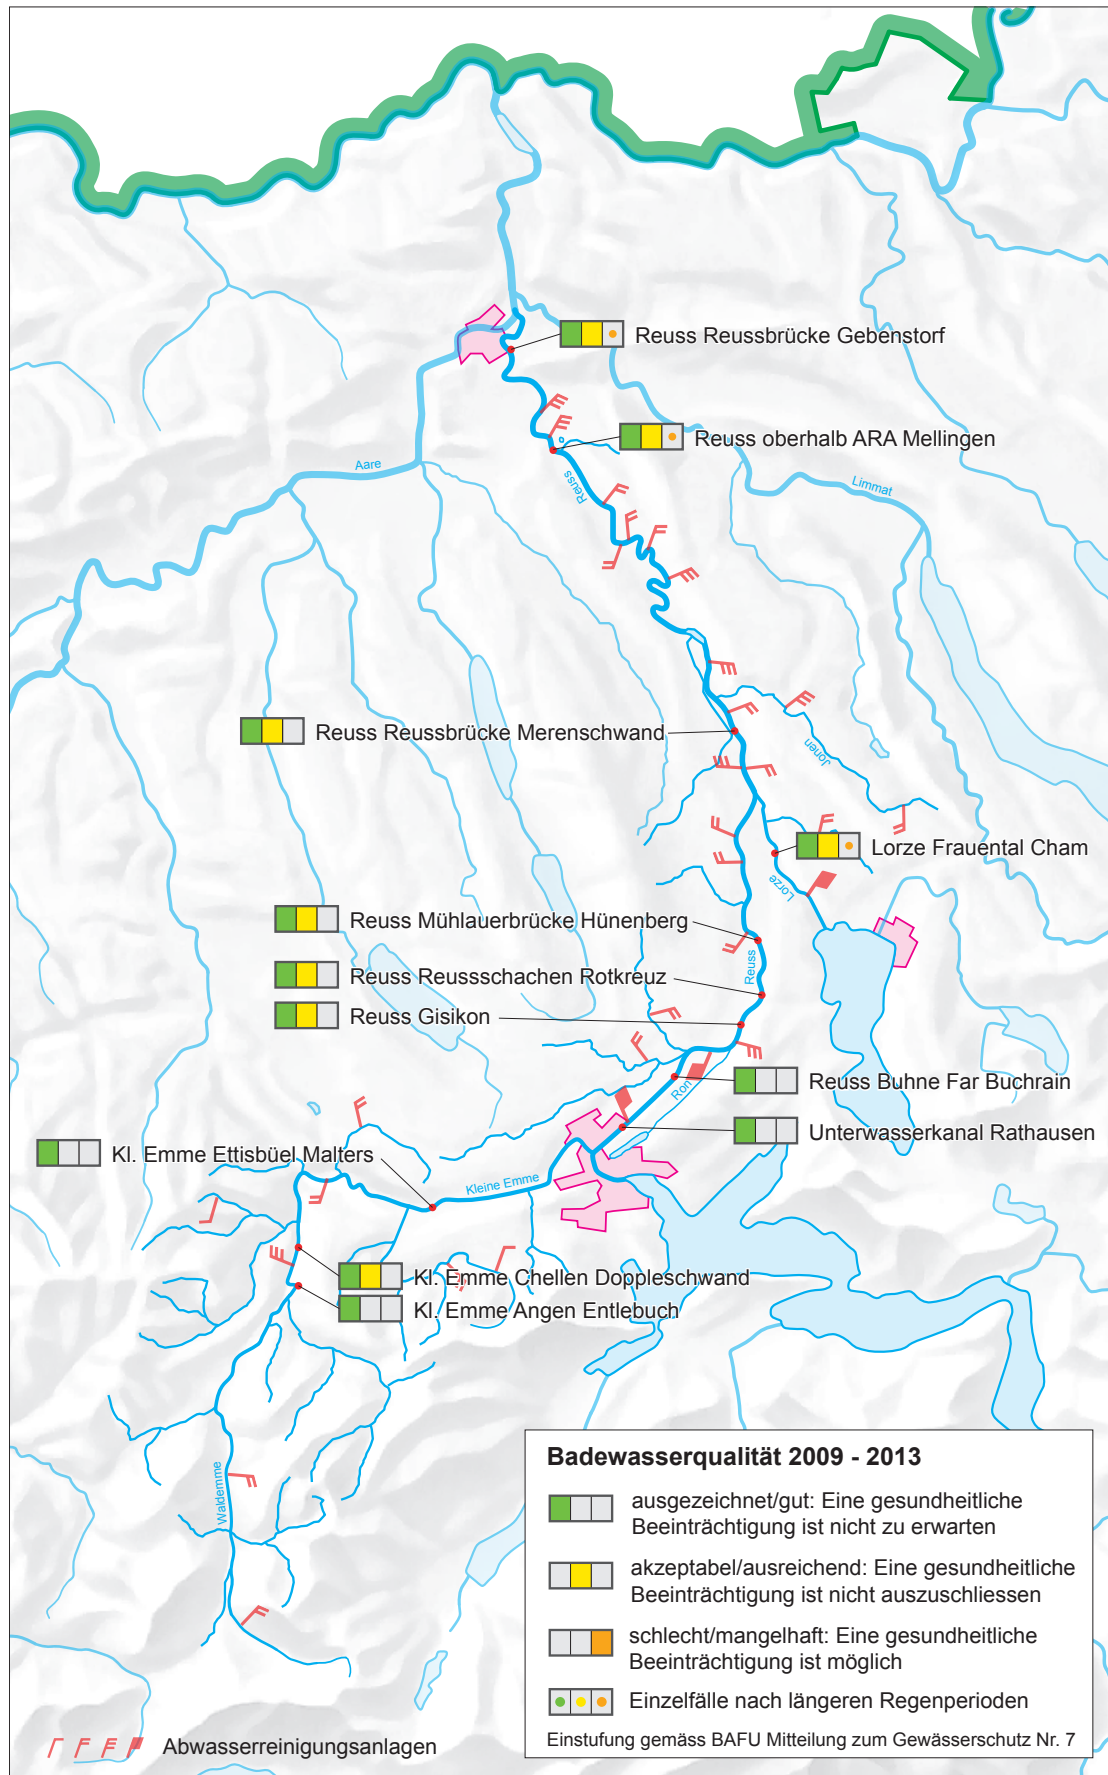 Reuss Reussbrücke Gebenstorf
Reuss oberhalb ARA Mellingen
Aare
Reuss
Limmat
Reuss Reussbrücke Merenschwand
Jonen
Lorze Frauental Cham
Lorze
Reuss Mühlauerbrücke Hünenberg
Reuss
Reuss Reussschachen Rotkreuz
Reuss Gisikon
Reuss Buhne Far Buchrain
Ron
Unterwasserkanal Rathausen
Kl. Emme Ettisbüel Malters
Kleine Emme
Kl. Emme Chellen Doppleschwand
Kl. Emme Angen Entlebuch
Waldemme
Badewasserqualität 2009 - 2013
ausgezeichnet/gut: Eine gesundheitliche
Beeinträchtigung ist nicht zu erwarten
akzeptabel/ausreichend: Eine gesundheitliche
Beeinträchtigung ist nicht auszuschliessen
schlecht/mangelhaft: Eine gesundheitliche
Beeinträchtigung ist möglich
Einzelfälle nach längeren Regenperioden
Einstufung gemäss BAFU Mitteilung zum Gewässerschutz Nr. 7
Abwasserreinigungsanlagen